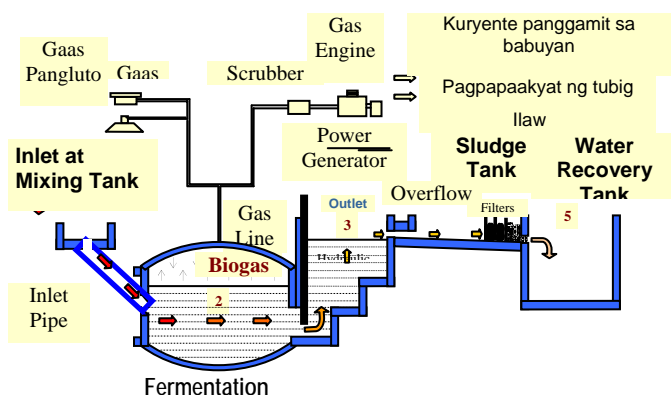 Gaas
Pangluto
Gaas
Scrubber
Gas
Engine
Kuryente panggamit sa
babuyan
Pagpapaakyat ng tubig
Ilaw
Power
Generator
Inlet at
Mixing Tank
Sludge
Tank
Water
Recovery
Tank
Overflow
Outlet
3
Filters
5
Gas
Line
Biogas
2
Hydraulic
Inlet
Pipe
Fermentation